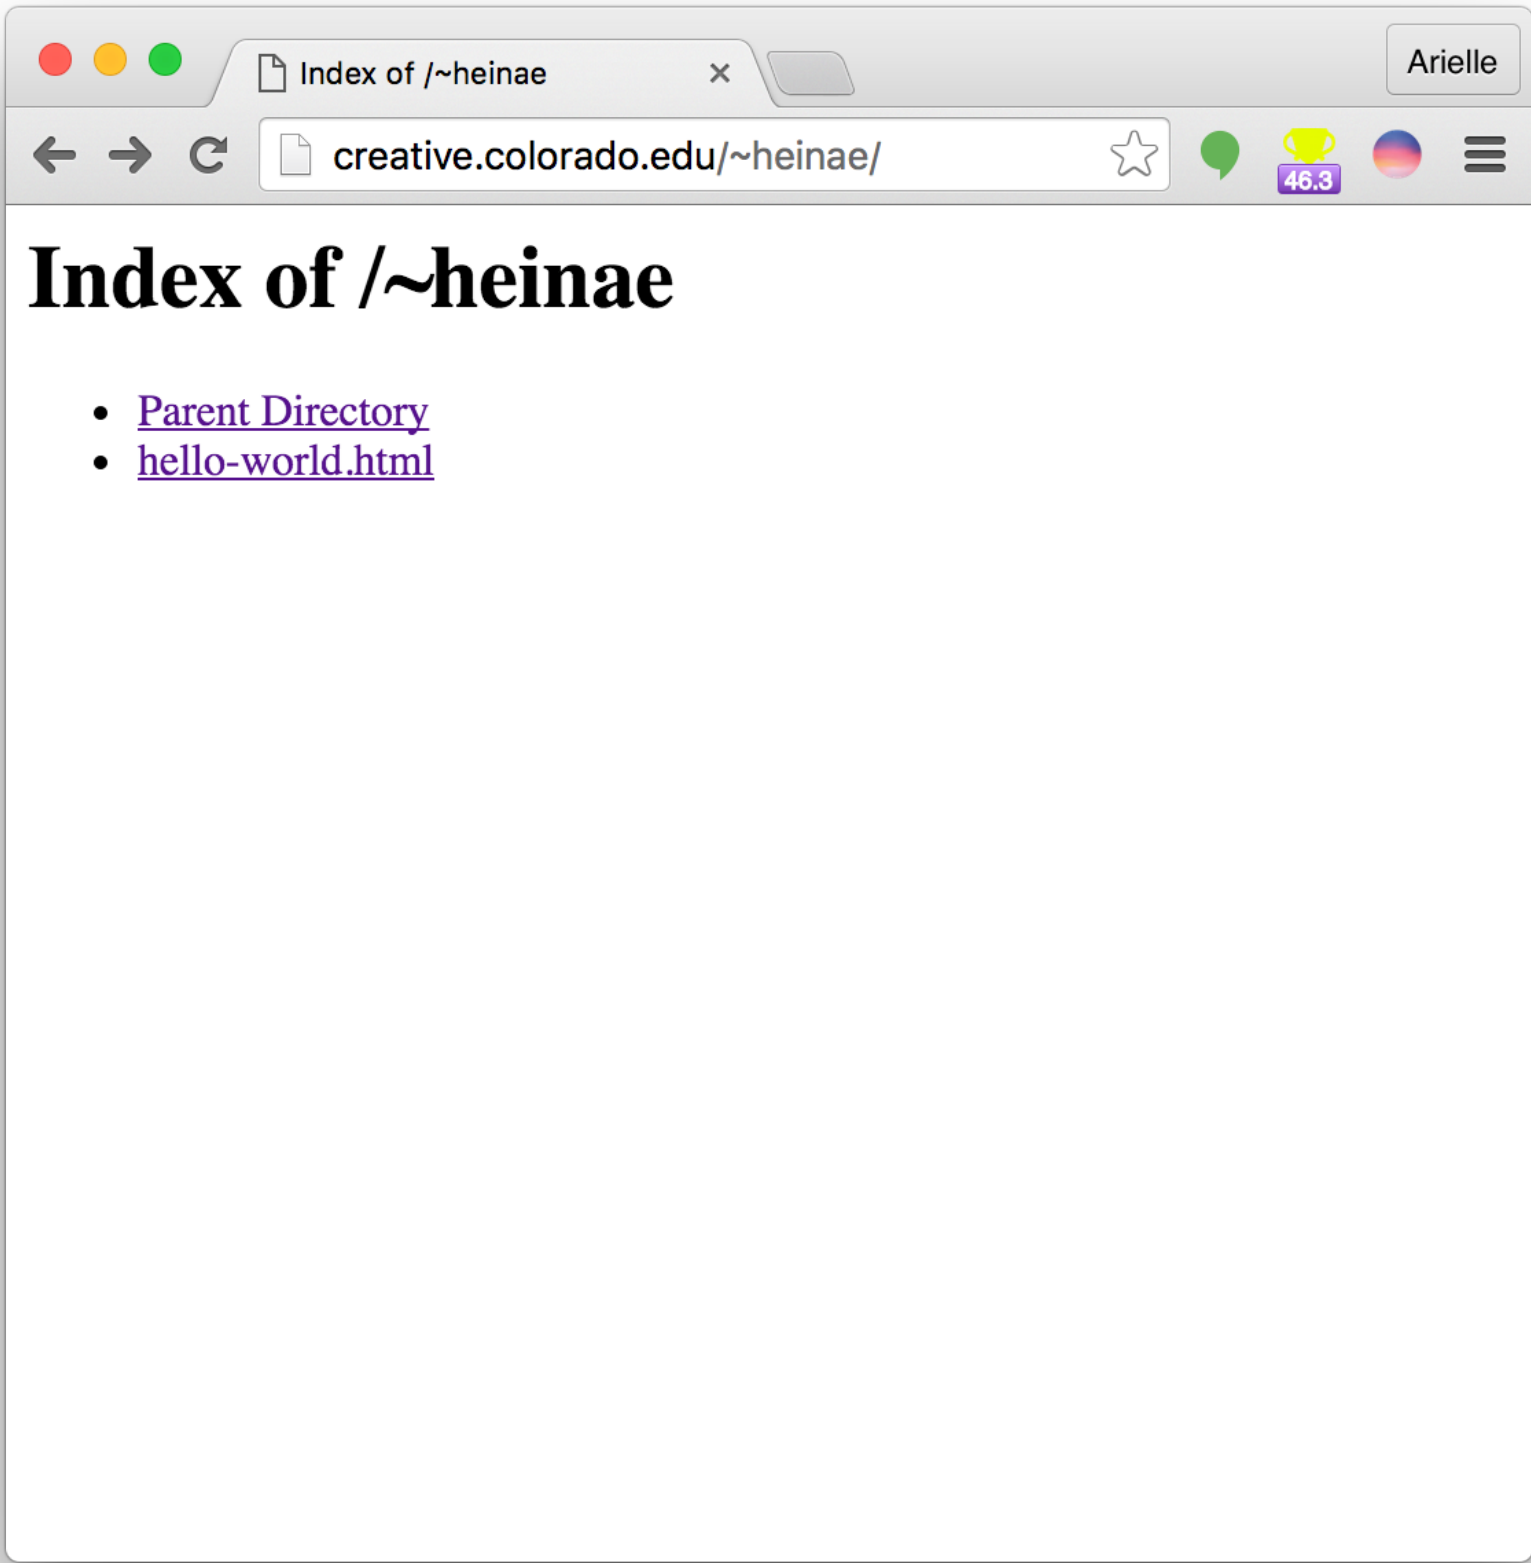 Index of /~heinae
Arielle
creative.colorado.edu/~heinae/
46.3
Index of /~heinae
Parent Directory
hello-world.html